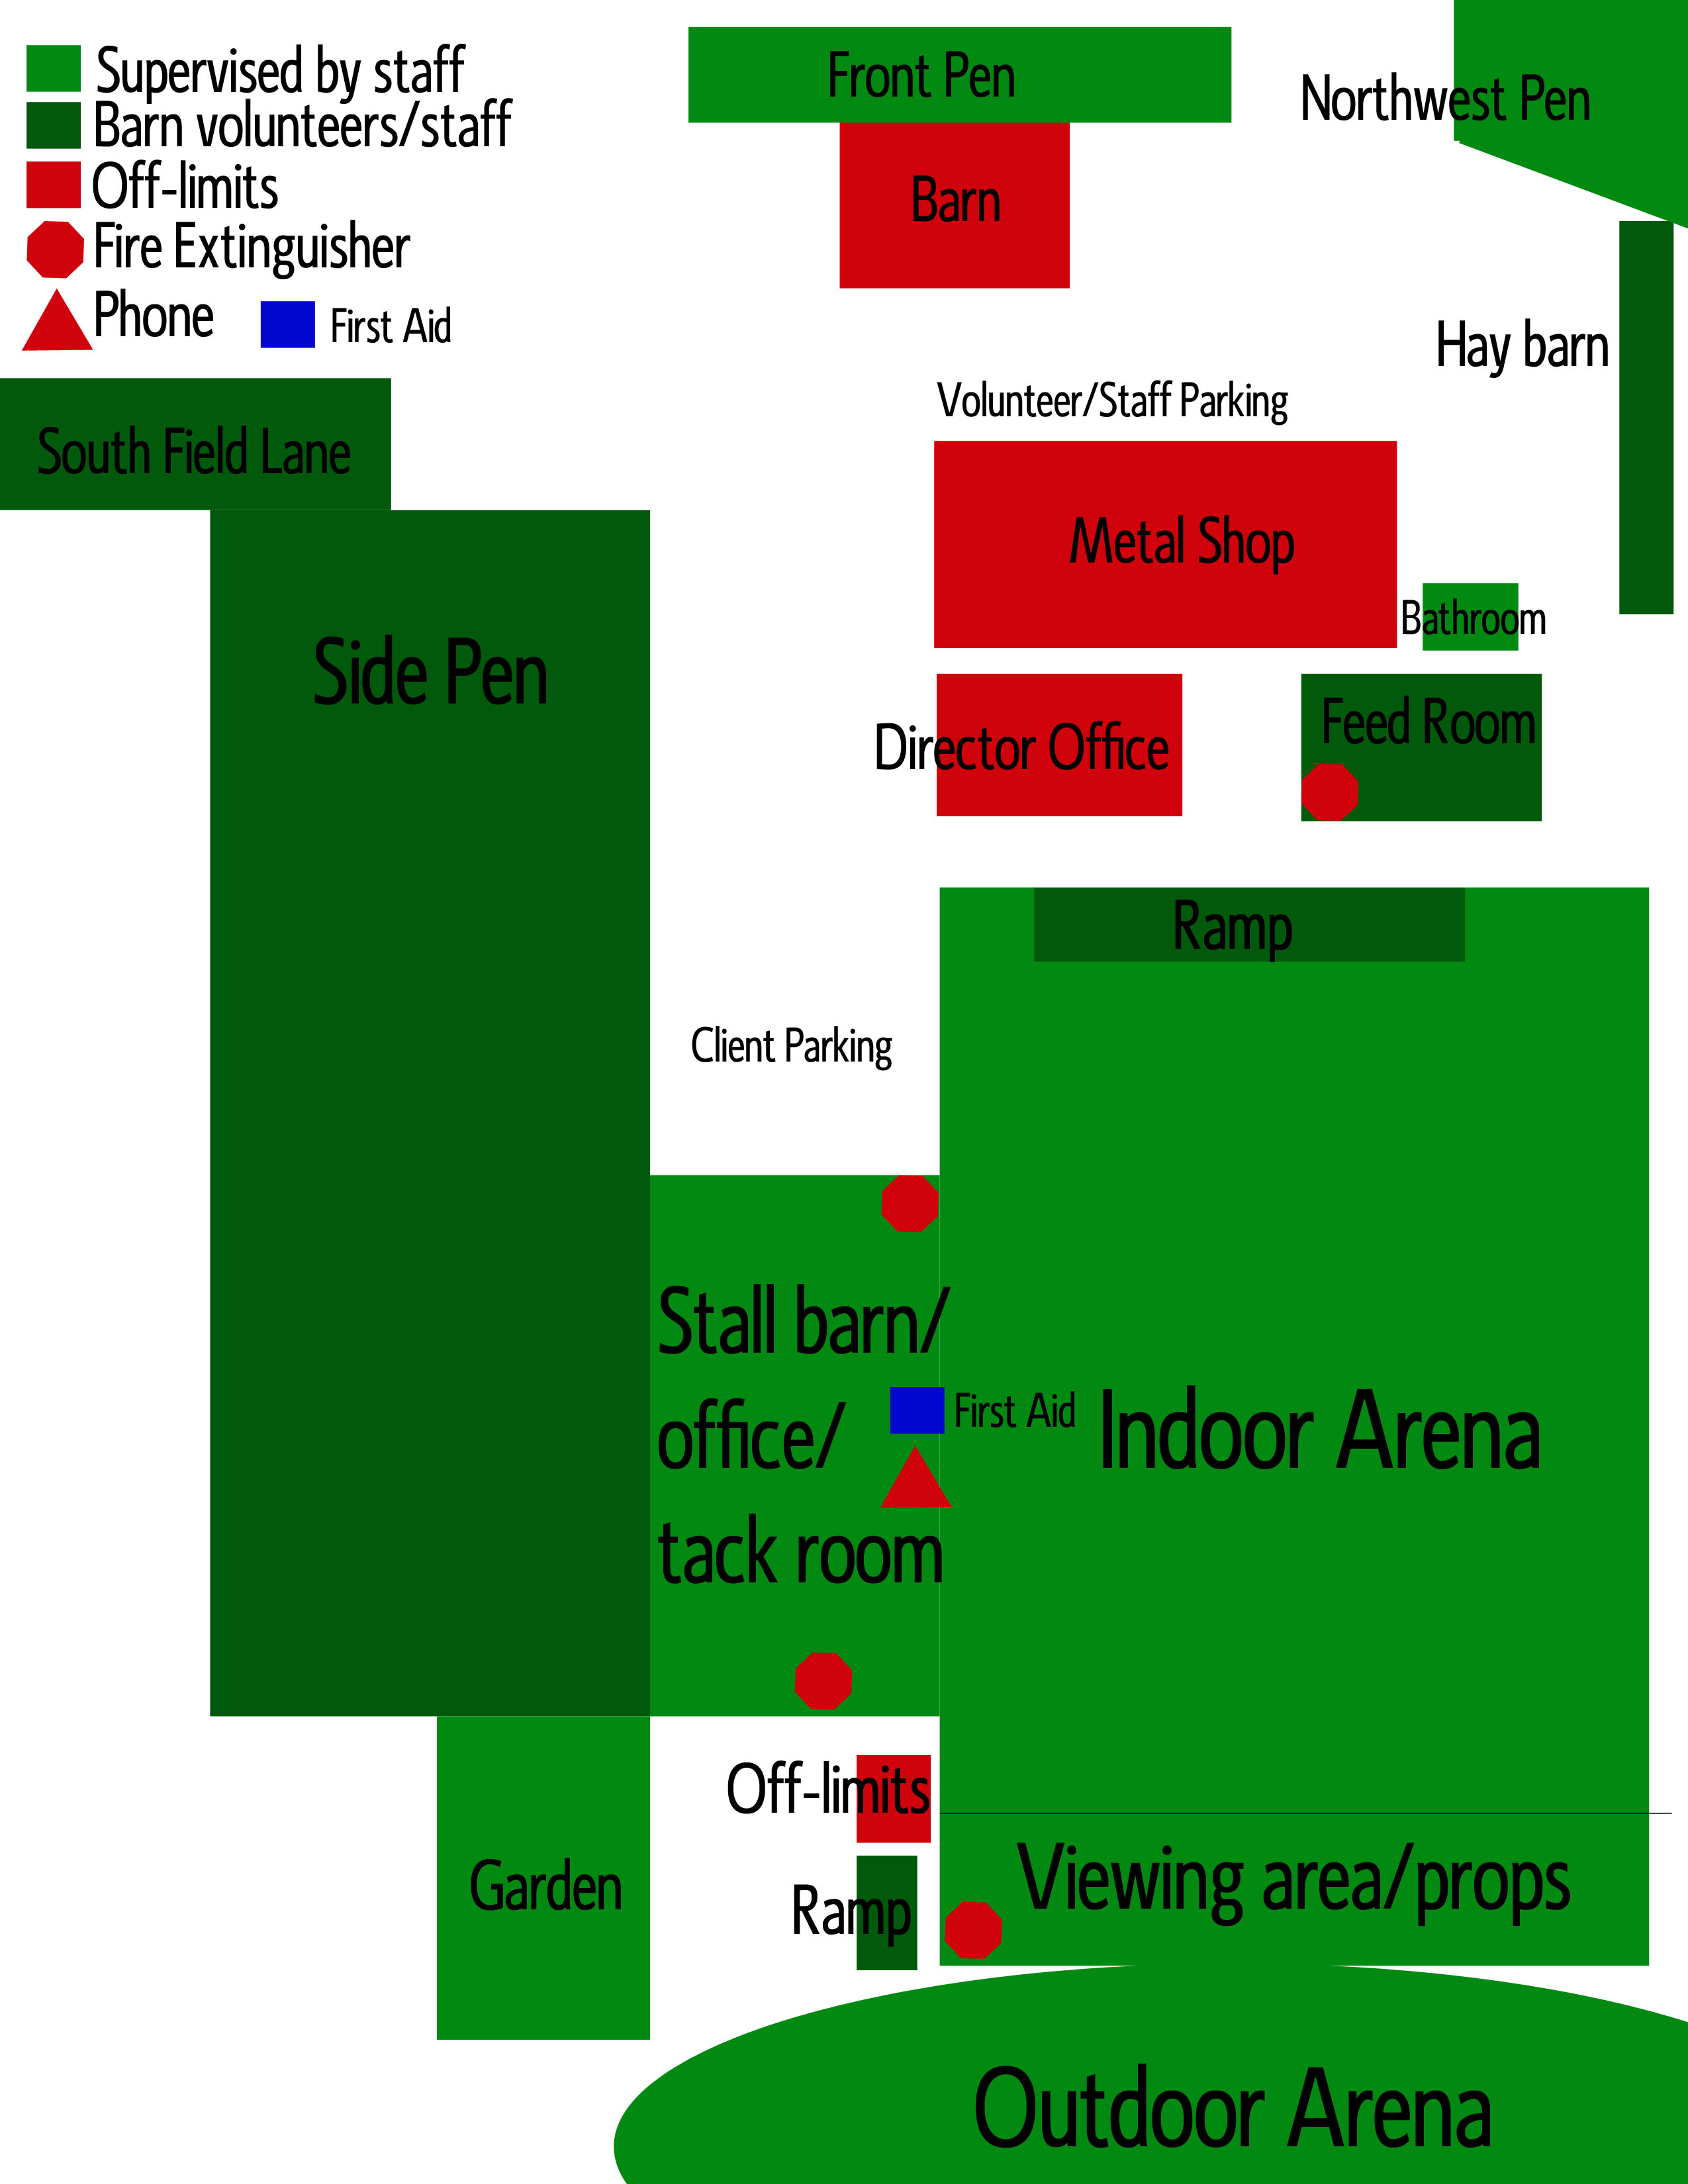 Supervised by staff
Barn volunteers/staff
Off-limits
Fire Extinguisher
Phone
First Aid
Front Pen
Northwest Pen
Barn
Hay barn
Volunteer/Staff Parking
South Field Lane
Metal Shop
Bathroom
Side Pen
Director Office
Feed Room
Ramp
Client Parking
Stall barn/
office/
tack room
First Aid
Indoor Arena
Off-limits
Garden
Ramp
Viewing area/props
Outdoor Arena